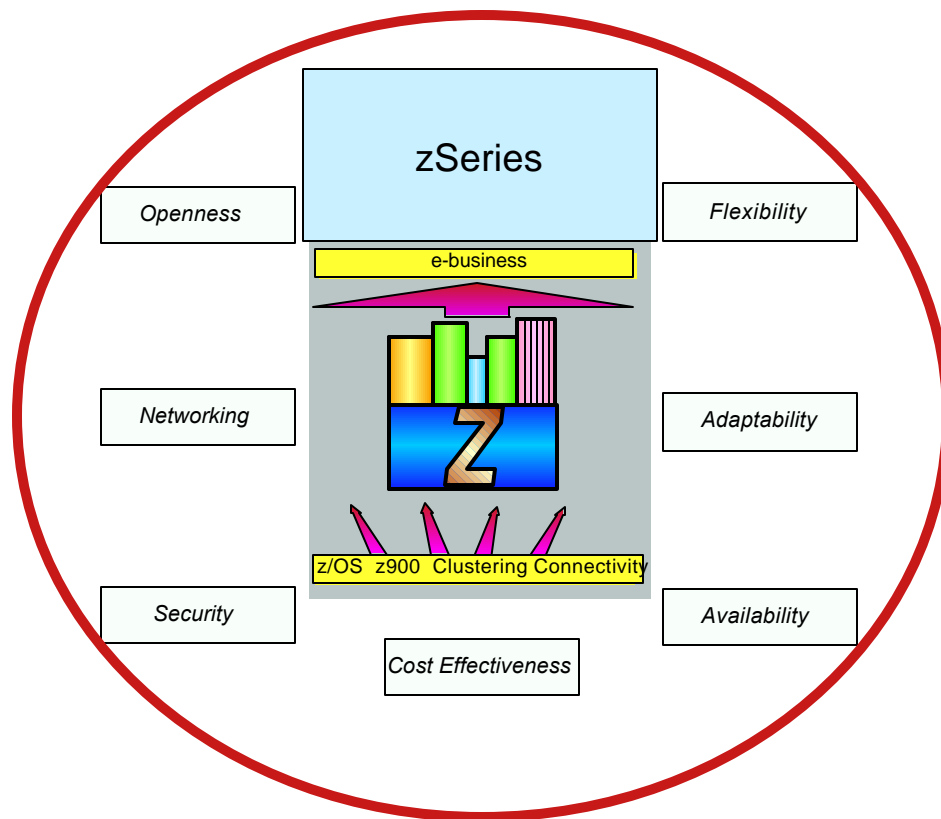 zSeries
Openness
Flexibility
e-business
Networking
Z
Adaptability
z/OS z900 Clustering Connectivity
Security
Availability
Cost Effectiveness